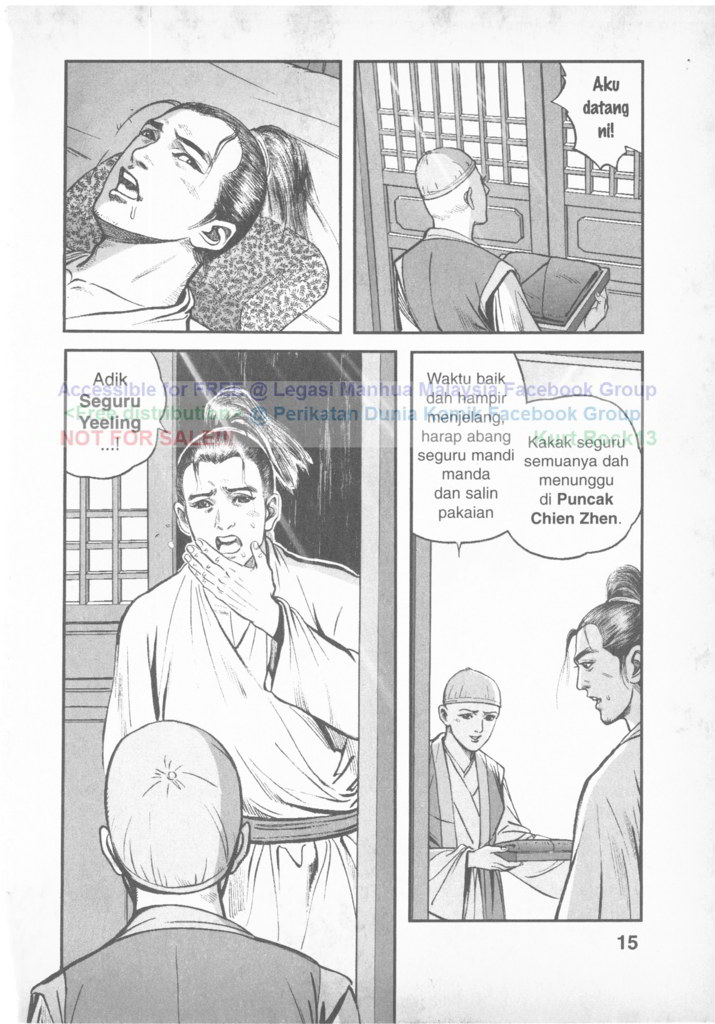 Aku
datang
ni!
Adik
Seguru
Yeeling
....!
Waktu baik
dah hampir
menjelang,
harap abang
seguru mandi
manda
dan salin
pakaian
Kakak seguru
semuanya dah
menunggu
di Puncak
Chien Zhen.
Accessible for FREE @ Legasi Manhua Malaysia Facebook Group
<Free distribution> @ Perikatan Dunia Komik Facebook Group
NOT FOR SALE!!! Kurt Rock13
15